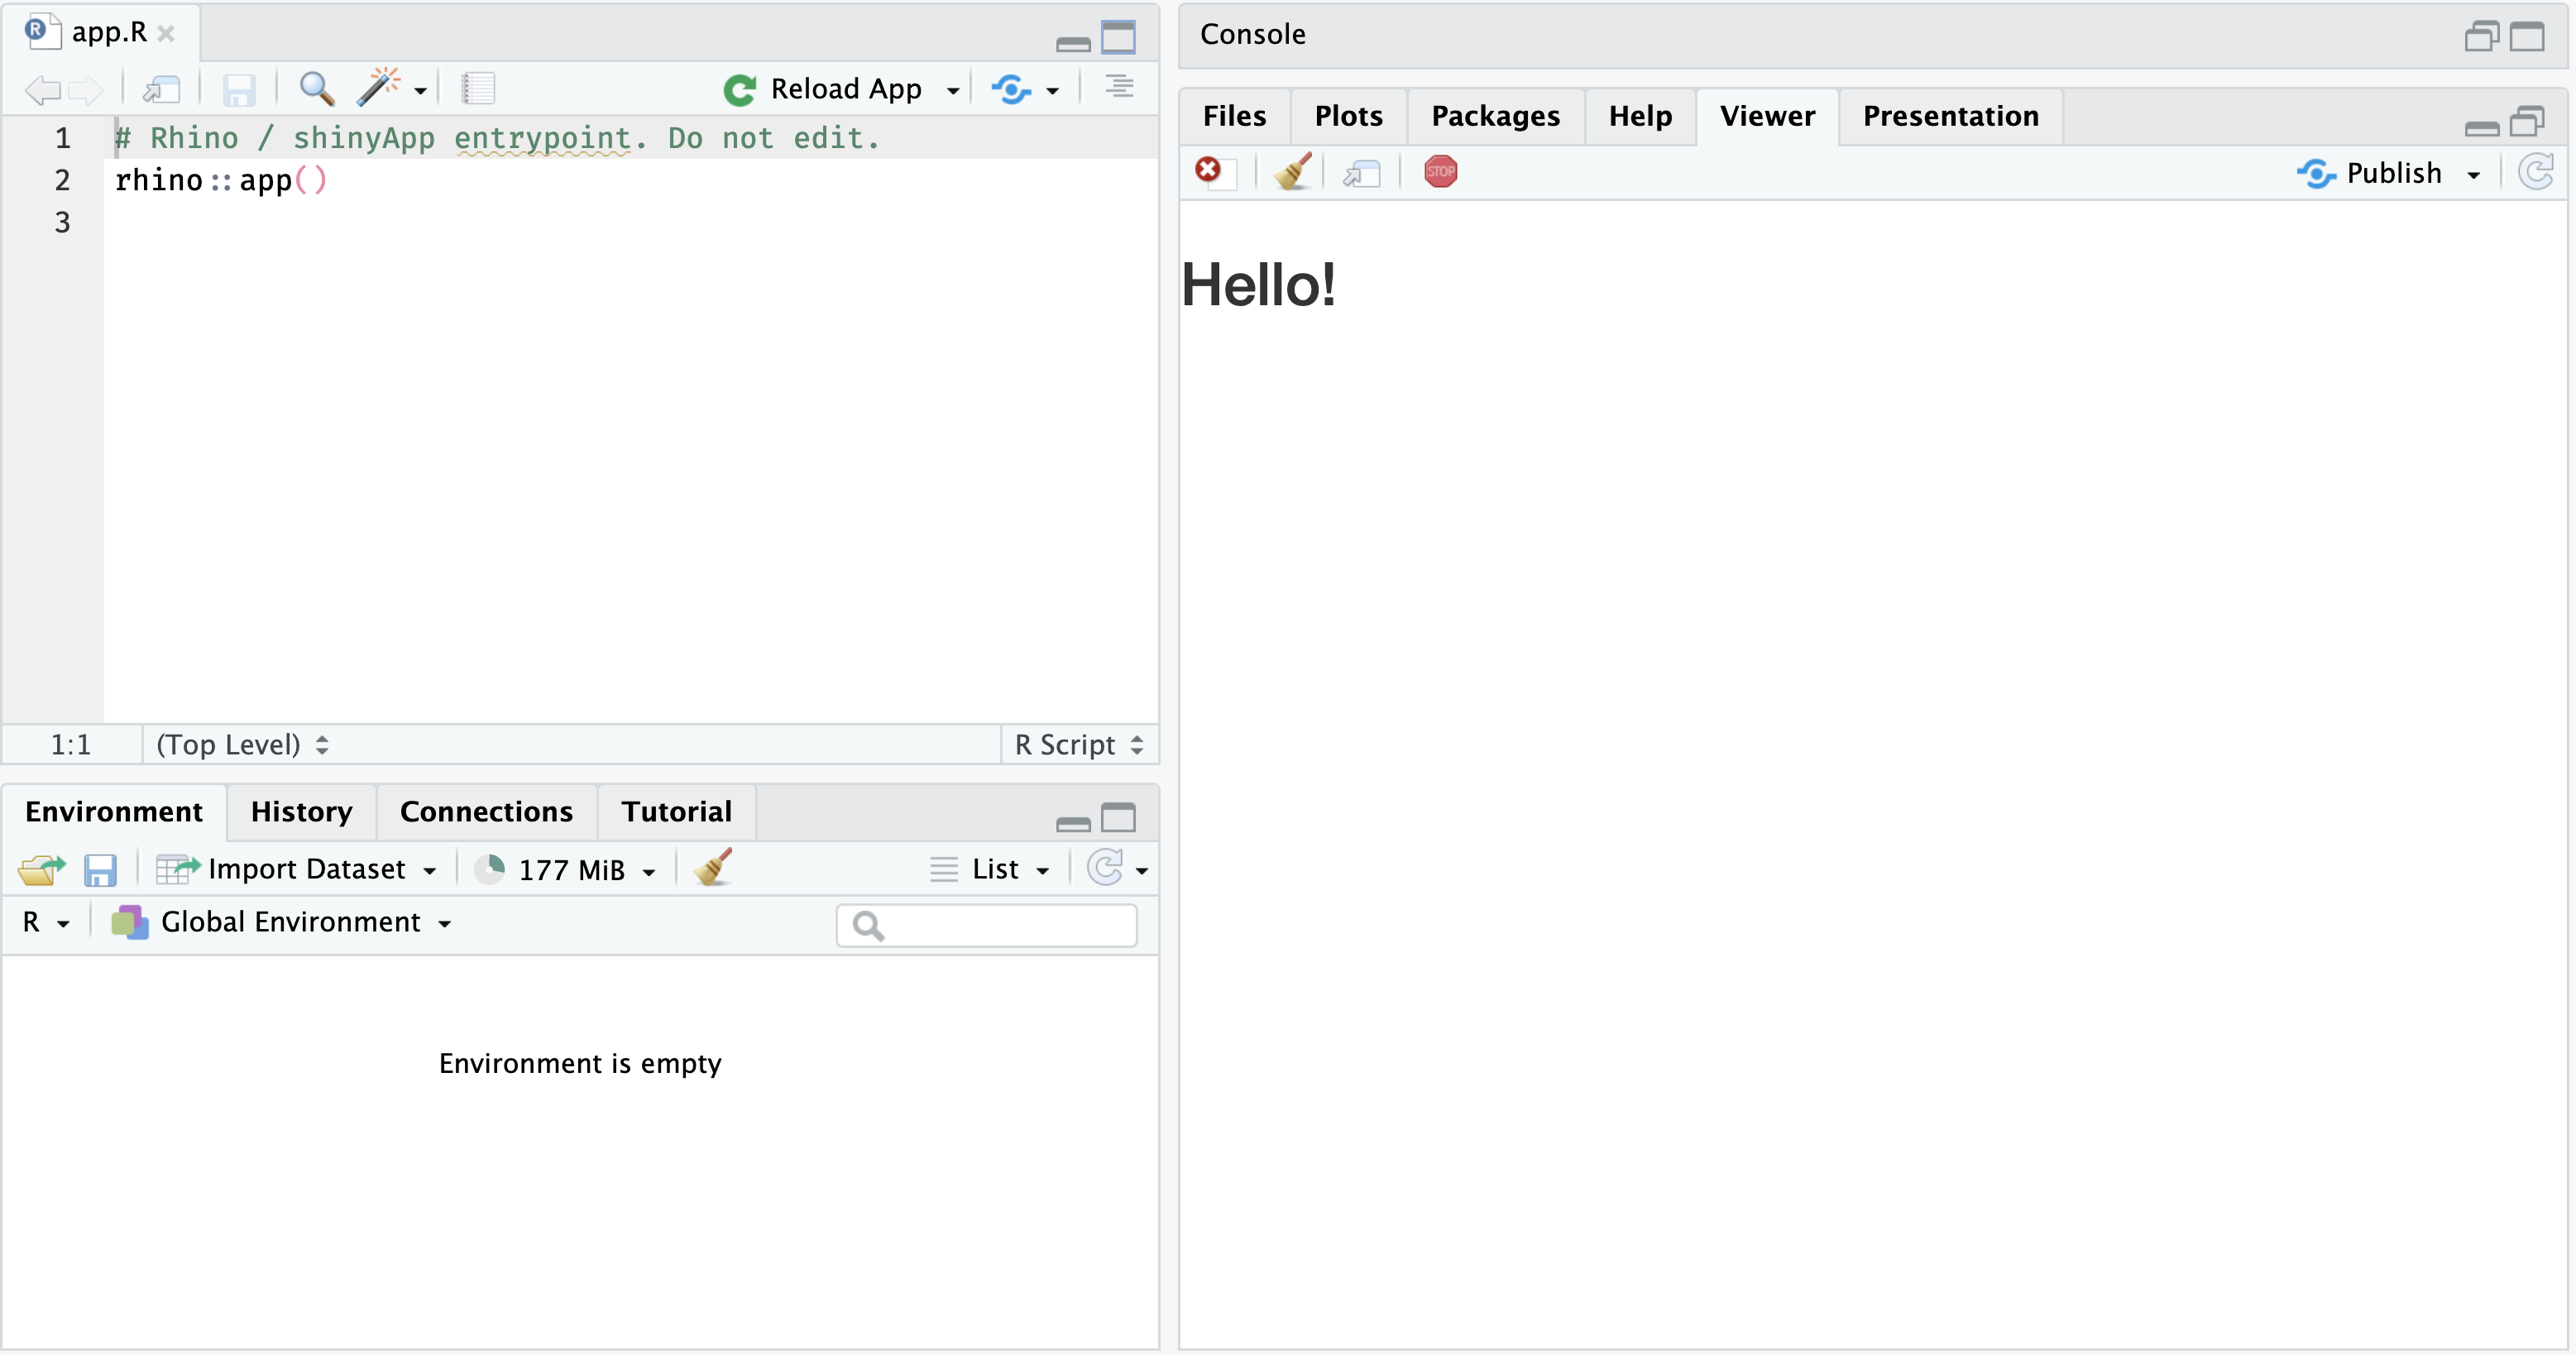 app.R
Reload App
1 # Rhino / shinyApp entrypoint. Do not edit.
2 rhino::app()
3
1:1 (Top Level) R Script
Environment History Connections Tutorial
Import Dataset 177 MiB List
R Global Environment
Environment is empty
Console
Files Plots Packages Help Viewer Presentation
STOP Publish
Hello!